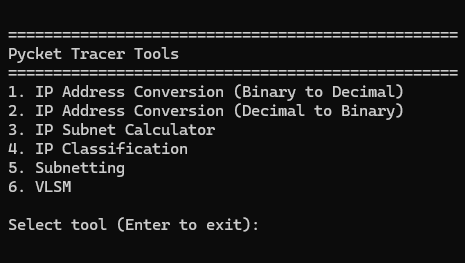 ==================================================
Pycket Tracer Tools
==================================================
1. IP Address Conversion (Binary to Decimal)
2. IP Address Conversion (Decimal to Binary)
3. IP Subnet Calculator
4. IP Classification
5. Subnetting
6. VLSM
Select tool (Enter to exit):